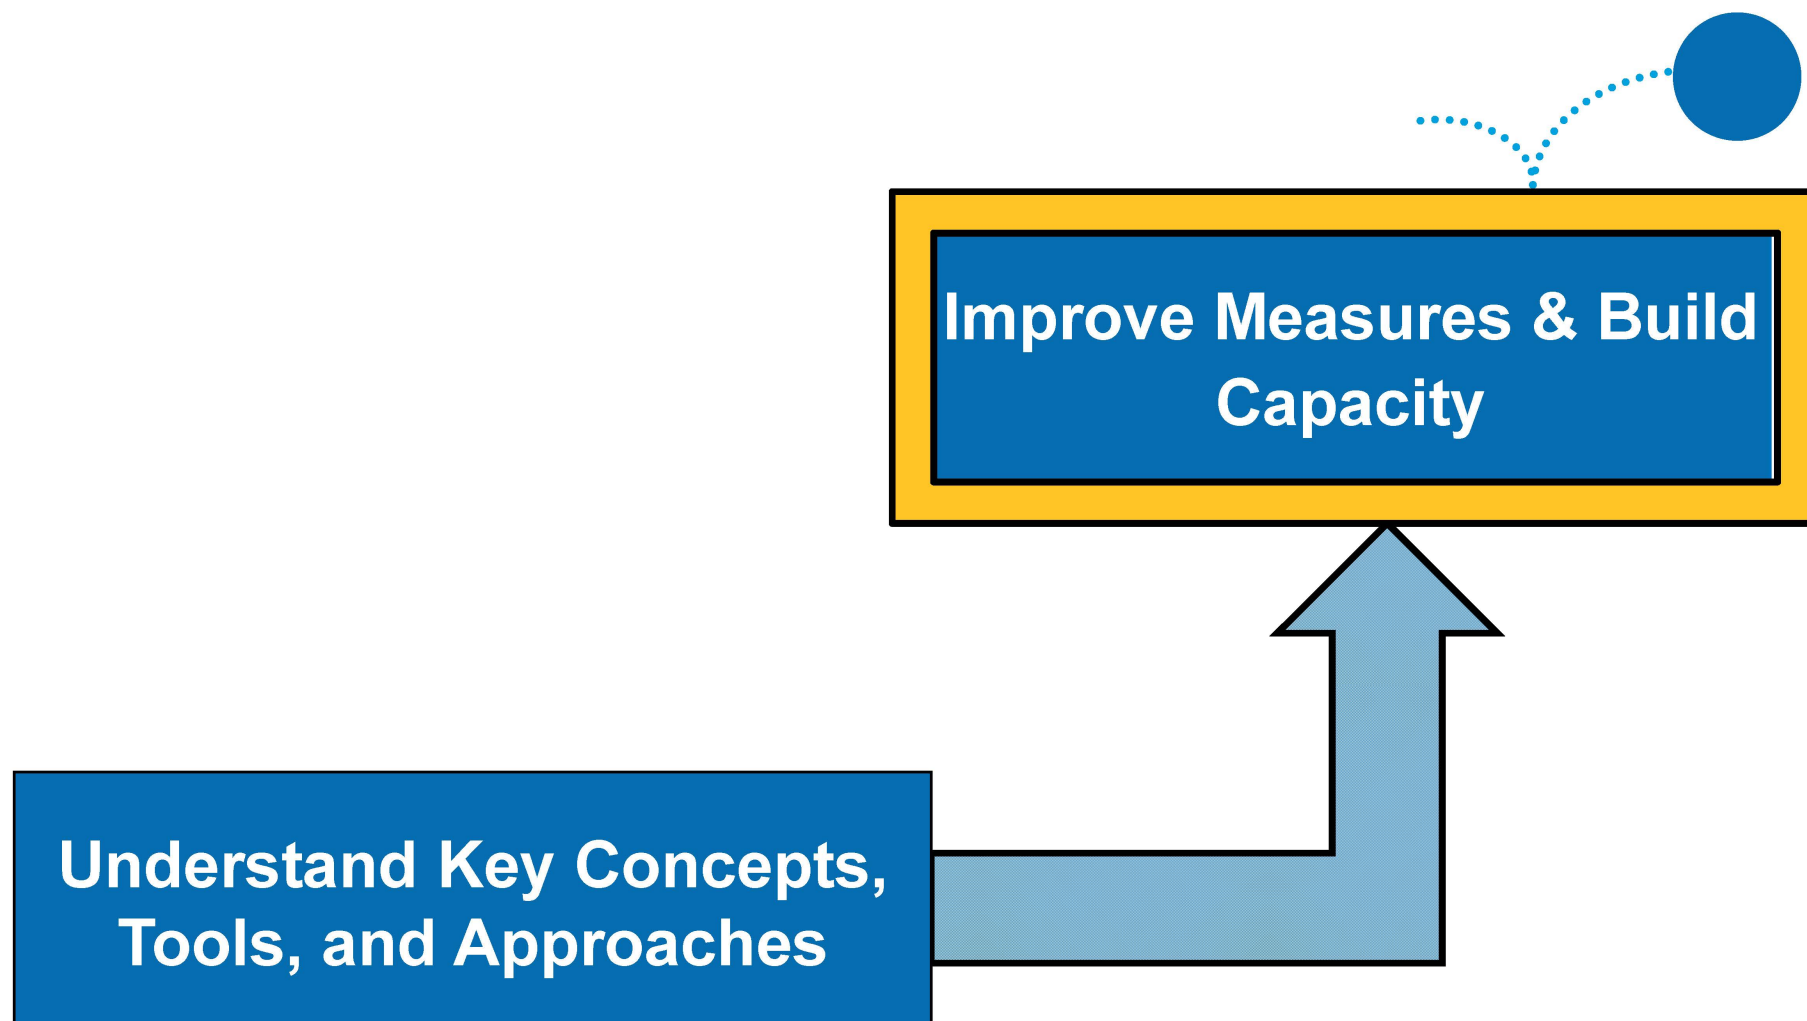 Improve Measures & Build
Capacity
Understand Key Concepts,
Tools, and Approaches